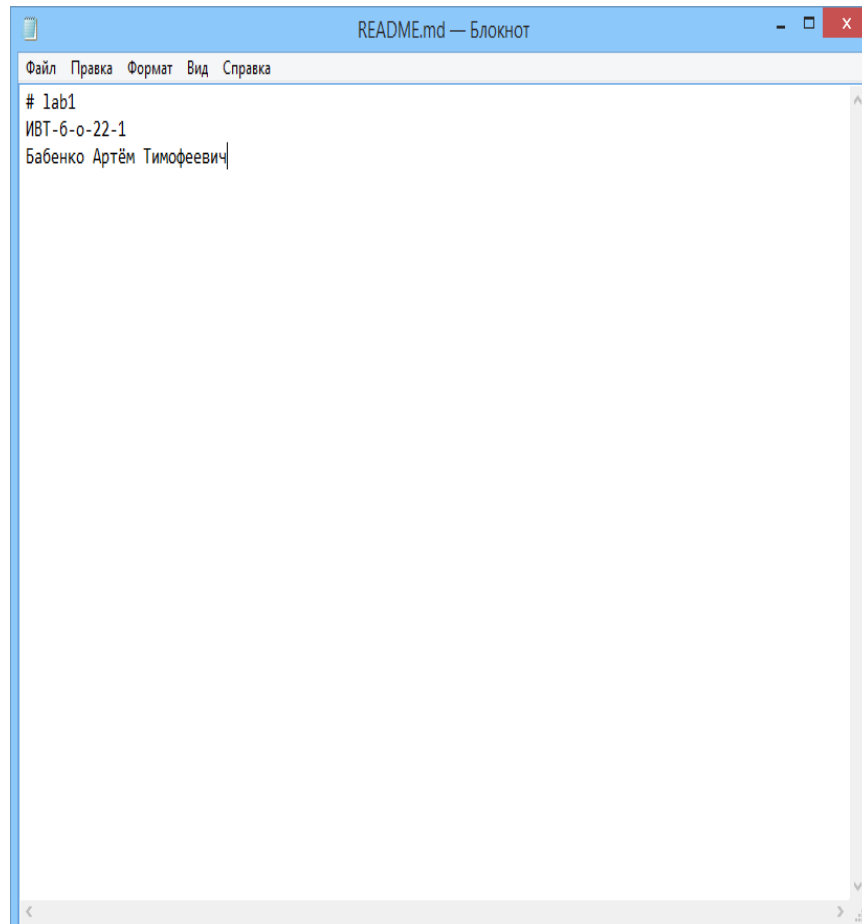 README.md — Блокнот
Файл Правка Формат Вид Справка
# lab1
ИВТ-б-о-22-1
Бабенко Артём Тимофеевич